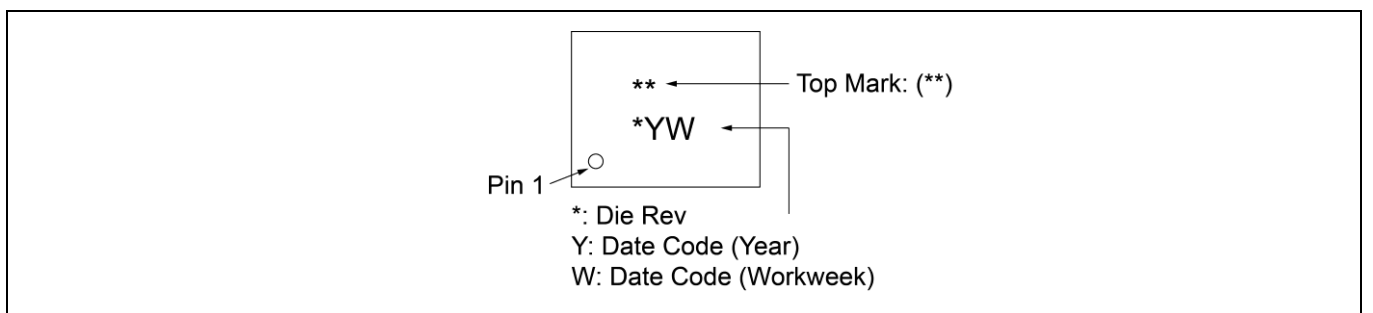 ** Top Mark: (**)
*YW
Pin 1
*: Die Rev
Y: Date Code (Year)
W: Date Code (Workweek)